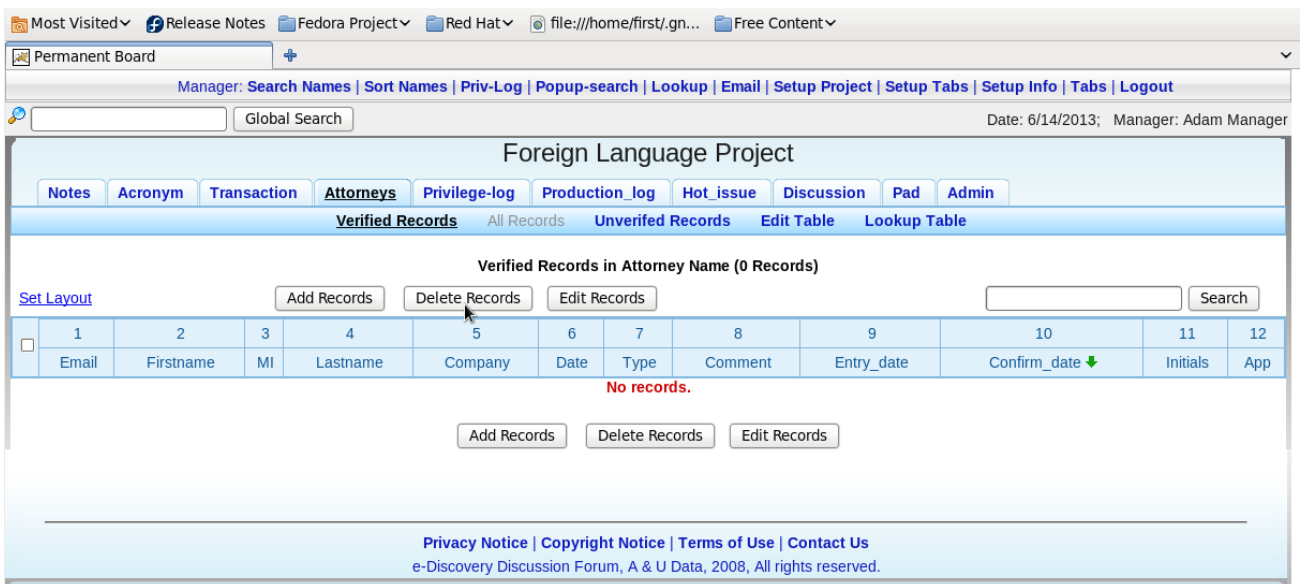 Most Visited Release Notes Fedora Project Red Hat file:///home/first/.gn... Free Content
Permanent Board
Manager: Search Names | Sort Names | Priv-Log | Popup-search | Lookup | Email | Setup Project | Setup Tabs | Setup Info | Tabs | Logout
Global Search Date: 6/14/2013; Manager: Adam Manager
Foreign Language Project
Notes Acronym Transaction Attorneys Privilege-log Production_log Hot_issue Discussion Pad Admin
Verified Records All Records Unverifed Records Edit Table Lookup Table
Verified Records in Attorney Name (0 Records)
Set Layout Add Records Delete Records Edit Records Search
1 2 3 4 5 6 7 8 9 10 11 12
Email Firstname MI Lastname Company Date Type Comment Entry_date Confirm_date Initials App
No records.
Add Records Delete Records Edit Records
Privacy Notice | Copyright Notice | Terms of Use | Contact Us
e-Discovery Discussion Forum, A & U Data, 2008, All rights reserved.